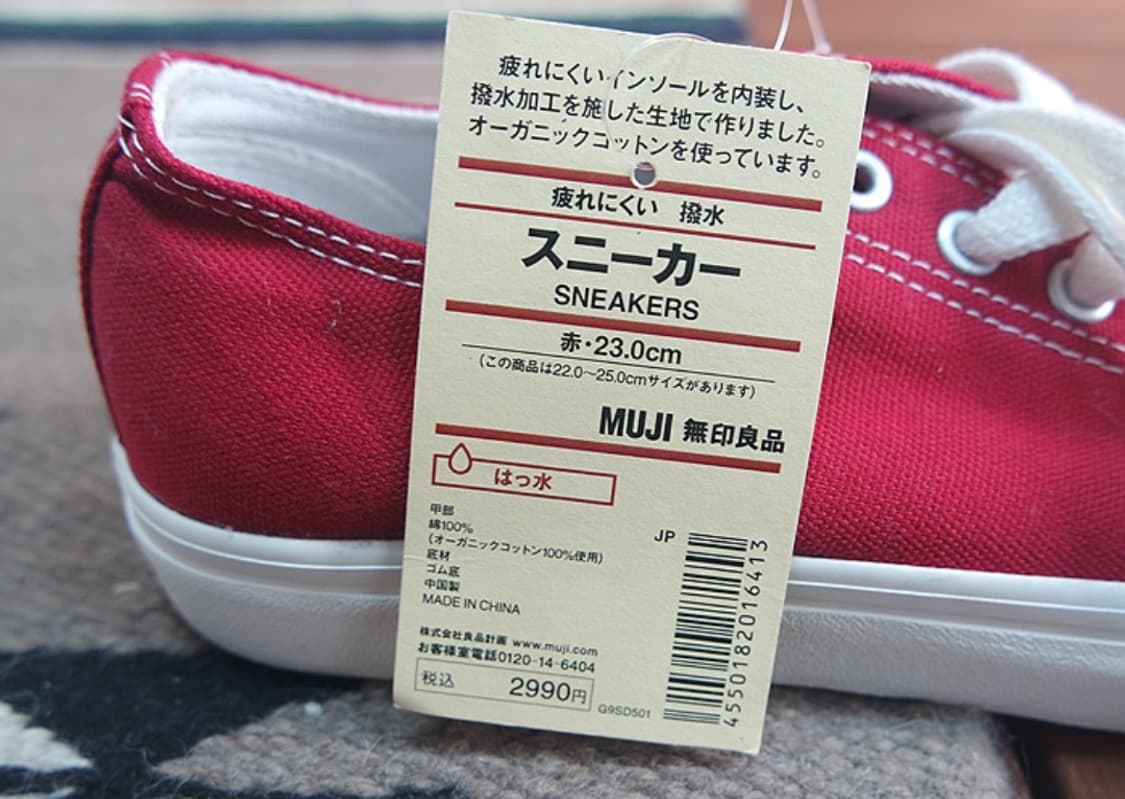 疲れにくいインソールを内装し、
撥水加工を施した生地で作りました。
オーガニックコットンを使っています。
疲れにくい 撥水
スニーカー
SNEAKERS
赤・23.0cm
(この商品は22.0〜25.0cmサイズがあります)
MUJI 無印良品
はっ水
甲部
綿100%
(オーガニックコットン100%使用)
底材
ゴム底
中国製
MADE IN CHINA
株式会社良品計画 www.muji.com
お客様室電話0120-14-6404
税込 2990円
G9SD501
JP
4550182016413